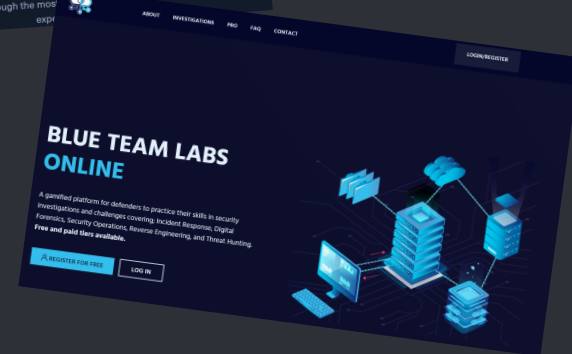 ough the mos
expe
ABOUT INVESTIGATIONS PRO FAQ CONTACT
LOGIN/REGISTER
BLUE TEAM LABS
ONLINE
A gamified platform for defenders to practice their skills in security
investigations and challenges covering; Incident Response, Digital
Forensics, Security Operations, Reverse Engineering, and Threat Hunting.
Free and paid tiers available.
REGISTER FOR FREE LOG IN